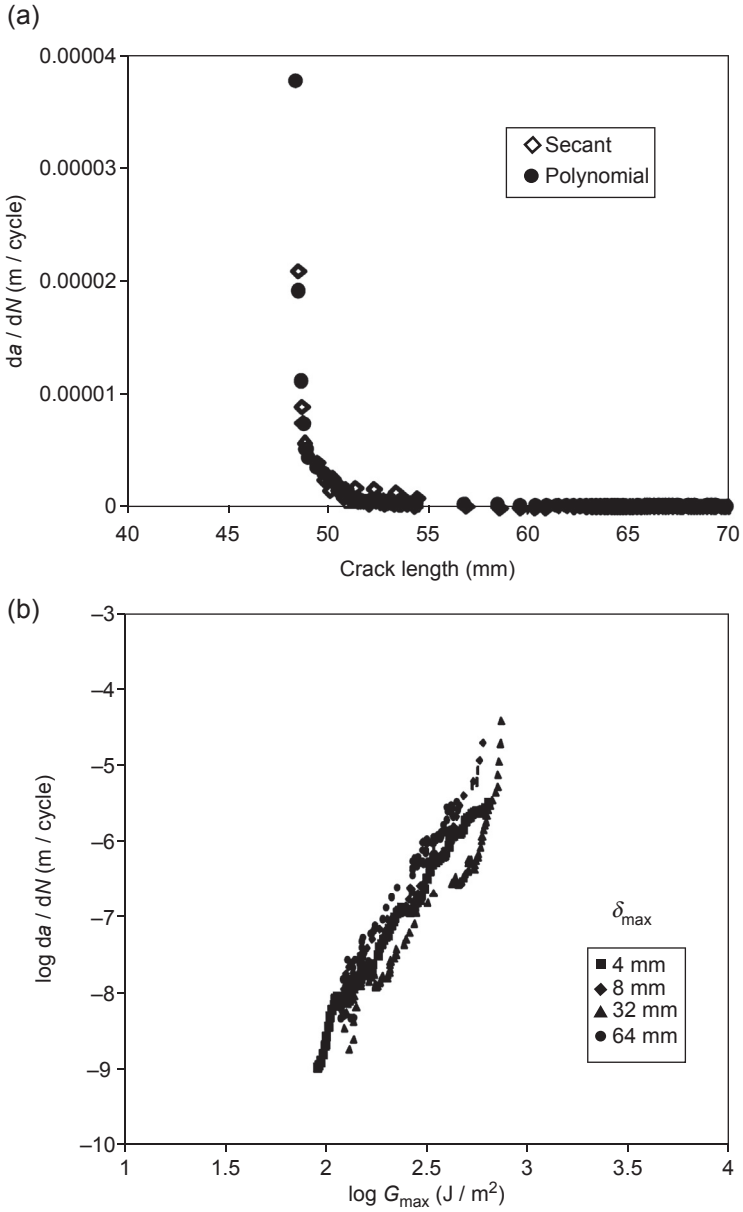 (a)
0.00004
0.00003
0.00002
0.00001
0
da / dN (m / cycle)
Secant
Polynomial
40 45 50 55 60 65 70
Crack length (mm)
(b)
–3
–4
–5
–6
–7
–8
–9
–10
log da / dN (m / cycle)
δmax
4 mm
8 mm
32 mm
64 mm
1 1.5 2 2.5 3 3.5 4
log Gmax (J / m²)